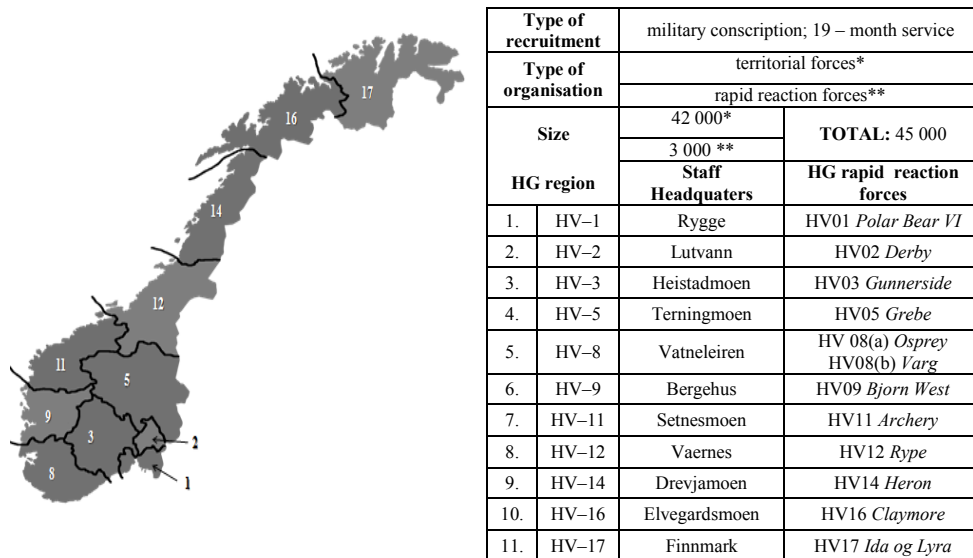 17
16
14
12
11
5
9
3
2
8
1
Type of
recruitment
military conscription; 19 – month service
Type of
organisation
territorial forces*
rapid reaction forces**
Size
42 000*
3 000 **
TOTAL: 45 000
HG region
Staff
Headquaters
HG rapid reaction
forces
1. HV–1 Rygge HV01 Polar Bear VI
2. HV–2 Lutvann HV02 Derby
3. HV–3 Heistadmoen HV03 Gunnerside
4. HV–5 Terningmoen HV05 Grebe
5. HV–8 Vatneleiren HV 08(a) Osprey
HV08(b) Varg
6. HV–9 Bergehus HV09 Bjorn West
7. HV–11 Setnesmoen HV11 Archery
8. HV–12 Vaernes HV12 Rype
9. HV–14 Drevjamoen HV14 Heron
10. HV–16 Elvegardsmoen HV16 Claymore
11. HV–17 Finnmark HV17 Ida og Lyra